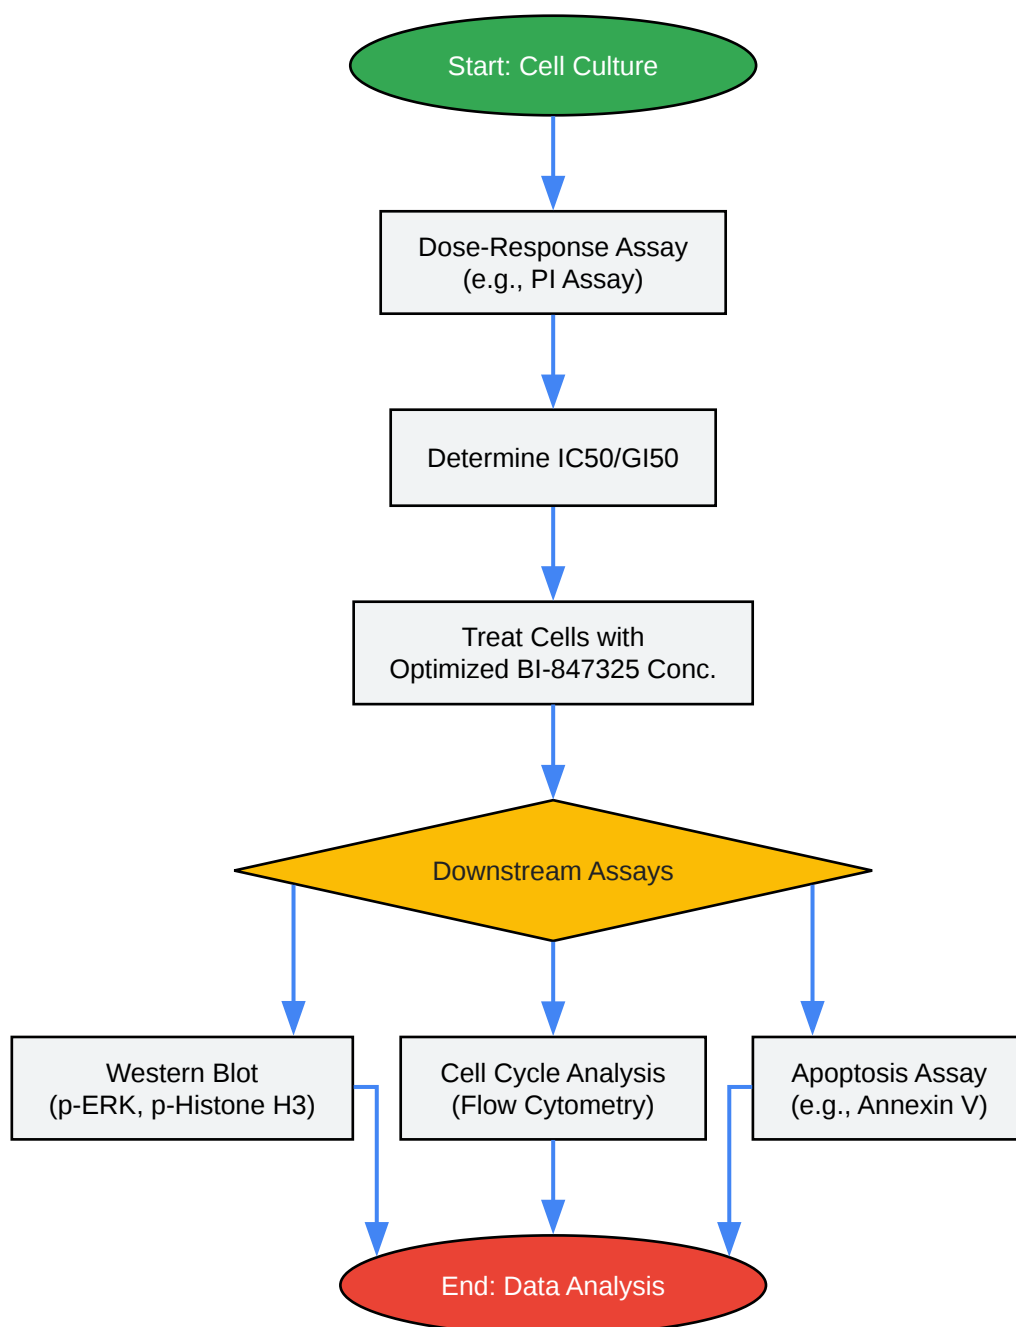 Start: Cell Culture
Dose-Response Assay
(e.g., PI Assay)
Determine IC50/GI50
Treat Cells with
Optimized BI-847325 Conc.
Downstream Assays
Western Blot
(p-ERK, p-Histone H3)
Cell Cycle Analysis
(Flow Cytometry)
Apoptosis Assay
(e.g., Annexin V)
End: Data Analysis